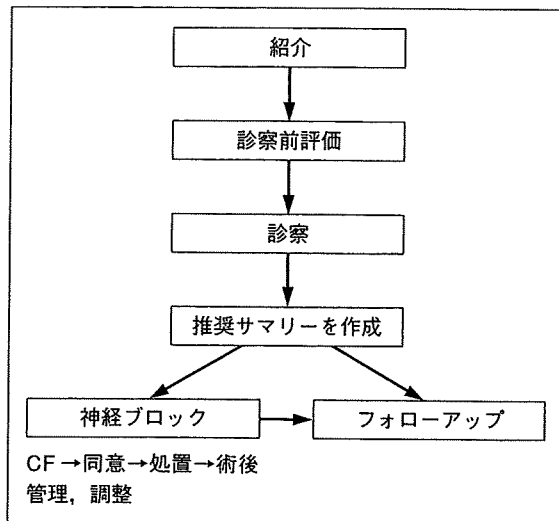 紹介
診察前評価
診察
推奨サマリーを作成
神経ブロック
フォローアップ
CF→同意→処置→術後
管理，調整